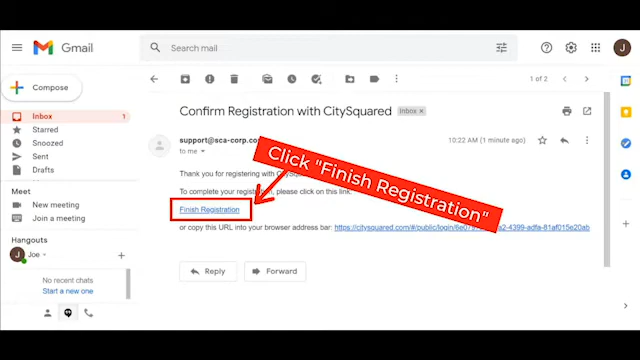 Gmail
Search mail
J
Compose
1 of 2
Inbox 1
Starred
Snoozed
Sent
Drafts
Meet
New meeting
Join a meeting
Hangouts
Joe
No recent chats
Start a new one
Confirm Registration with CitySquared Inbox x
support@sca-corp.co
10:22 AM (1 minute ago)
to me
Thank you for registering with CitySq
To complete your registration, please click on this link.
Finish Registration
or copy this URL into your browser address bar: https://citysquared.com/#/public/login/6e07 2-4399-adfa-81af015e20ab
Reply
Forward
Click "Finish Registration"